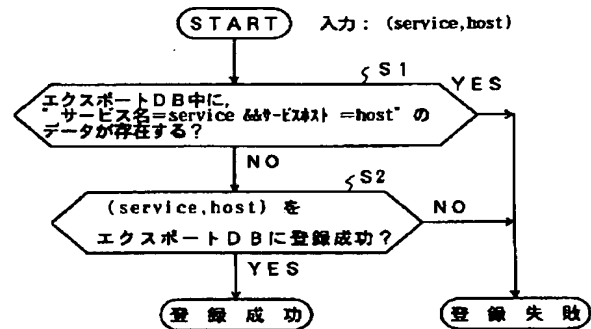 START
入力: (service,host)
S1
YES
エクスポートDB中に,
"サービス名=service &&サービスホスト =host" の
データが存在する?
NO
S2
(service,host) を
エクスポートDBに登録成功?
NO
YES
登録成功
登録失敗